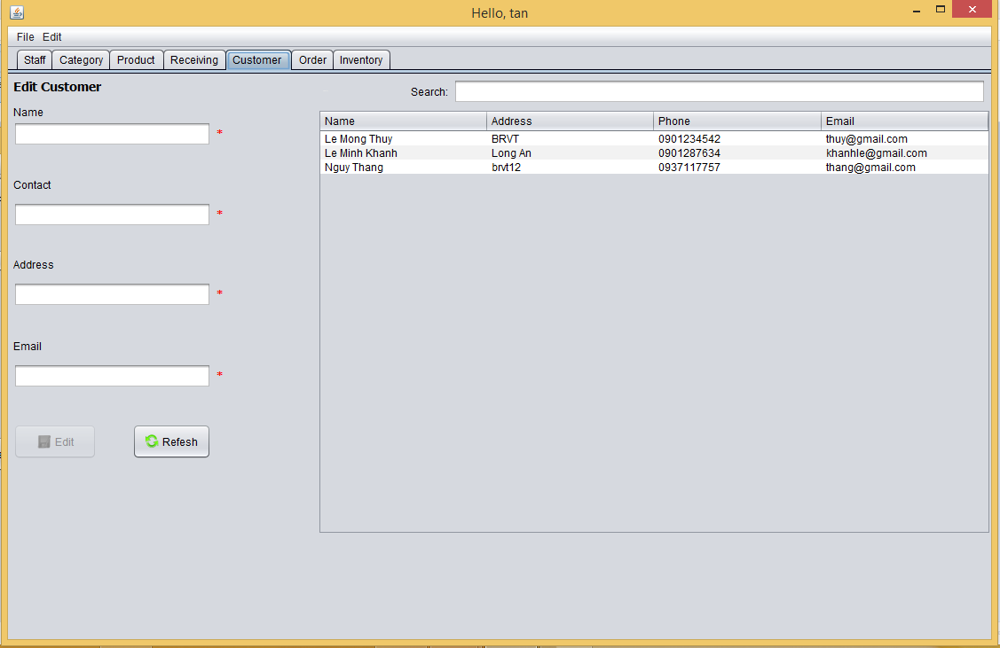 Hello, tan
File Edit
Staff Category Product Receiving Customer Order Inventory
Edit Customer
Search:
Name
*
Contact
*
Address
*
Email
*
Edit Refesh
Name Address Phone Email
Le Mong Thuy BRVT 0901234542 thuy@gmail.com
Le Minh Khanh Long An 0901287634 khanhle@gmail.com
Nguy Thang brvt12 0937117757 thang@gmail.com